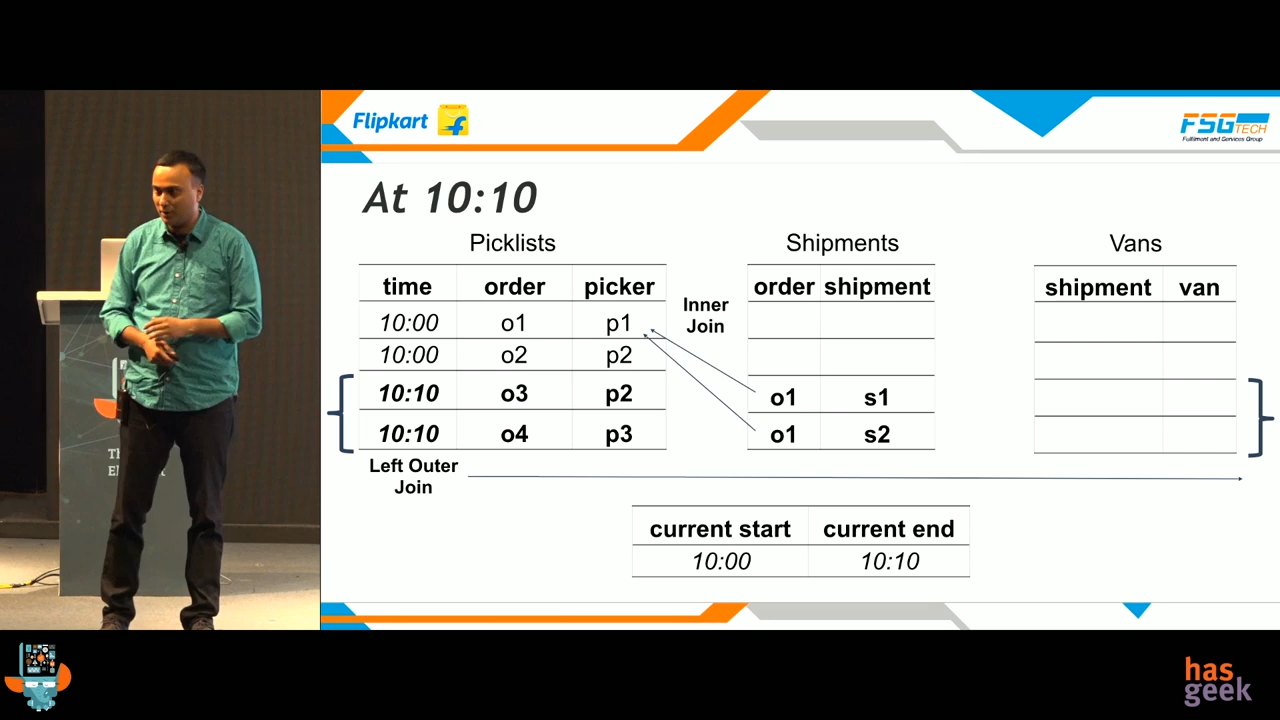 Flipkart
FSG TECH
Fulfilment and Services Group
At 10:10
Picklists
time order picker
10:00 o1 p1
10:00 o2 p2
10:10 o3 p2
10:10 o4 p3
Inner
Join
Shipments
order shipment
o1 s1
o1 s2
Vans
shipment van
Left Outer
Join
current start current end
10:00 10:10
has
geek